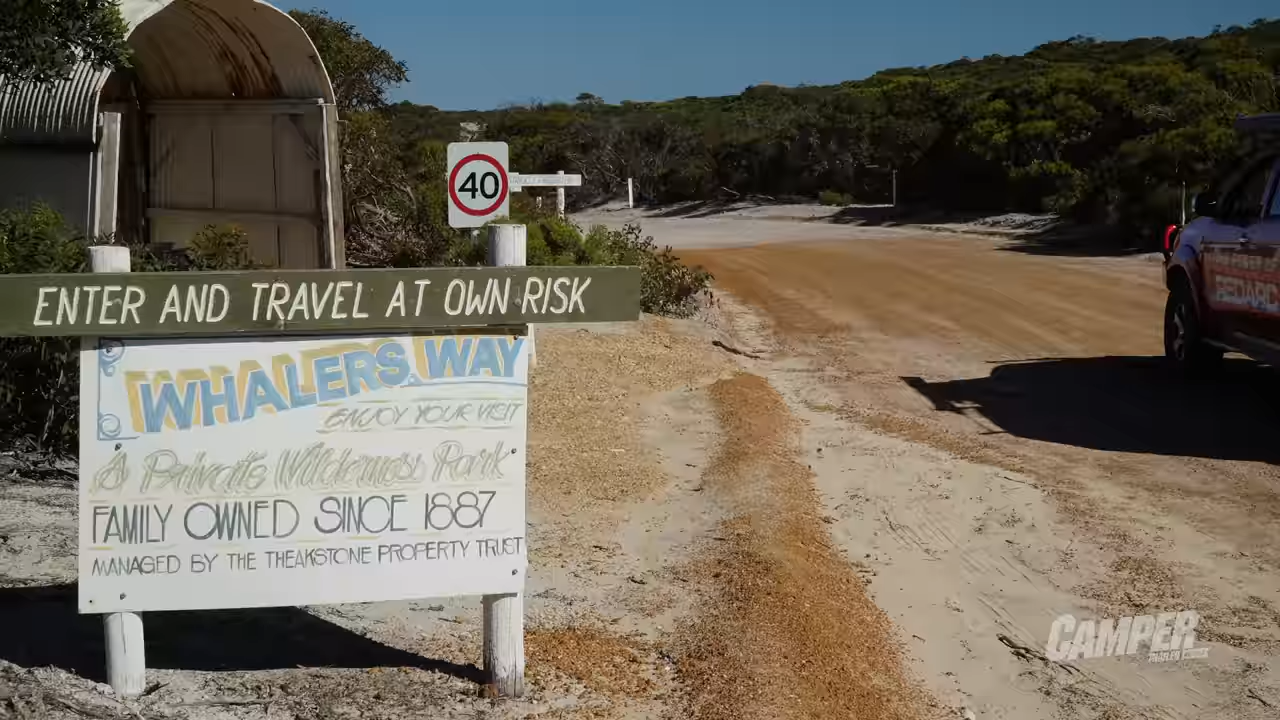 40
ENTER AND TRAVEL AT OWN RISK
WHALERS WAY
ENJOY YOUR VISIT
A Private Wilderness Park
FAMILY OWNED SINCE 1887
MANAGED BY THE THEAKSTONE PROPERTY TRUST
PEDARS
CAMPER